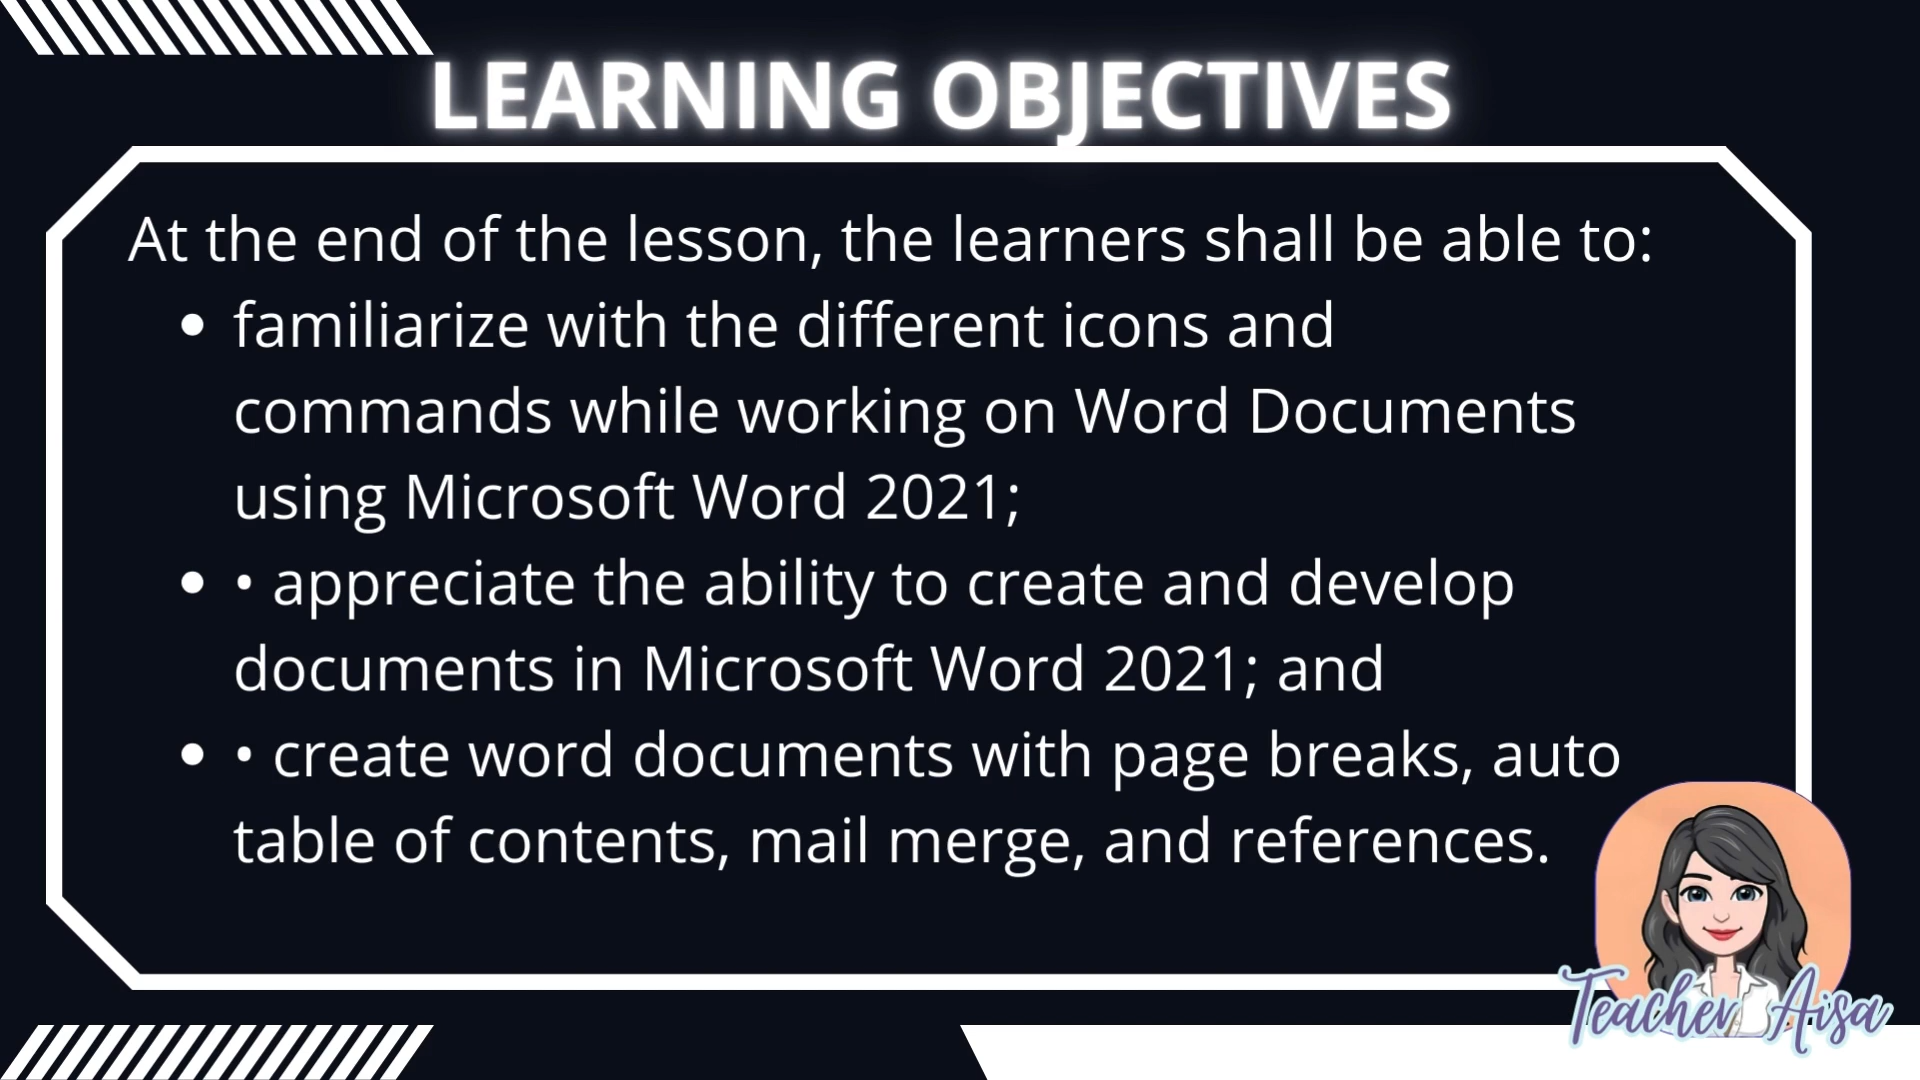 LEARNING OBJECTIVES
At the end of the lesson, the learners shall be able to:
• familiarize with the different icons and
commands while working on Word Documents
using Microsoft Word 2021;
• • appreciate the ability to create and develop
documents in Microsoft Word 2021; and
• • create word documents with page breaks, auto
table of contents, mail merge, and references.
Teacher Aisa